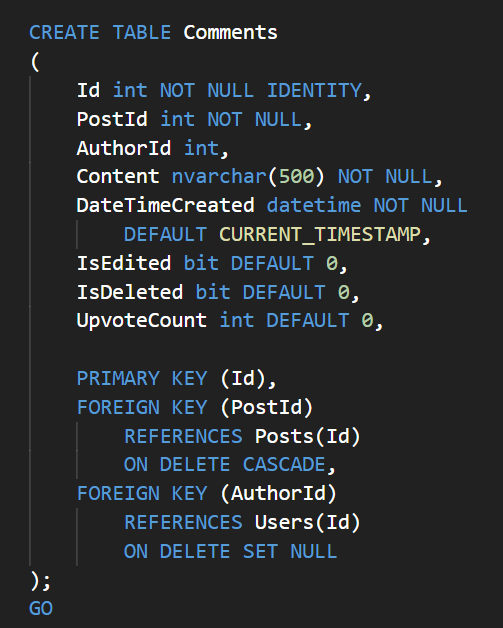 CREATE TABLE Comments
(
    Id int NOT NULL IDENTITY,
    PostId int NOT NULL,
    AuthorId int,
    Content nvarchar(500) NOT NULL,
    DateTimeCreated datetime NOT NULL
        DEFAULT CURRENT_TIMESTAMP,
    IsEdited bit DEFAULT 0,
    IsDeleted bit DEFAULT 0,
    UpvoteCount int DEFAULT 0,

    PRIMARY KEY (Id),
    FOREIGN KEY (PostId)
        REFERENCES Posts(Id)
        ON DELETE CASCADE,
    FOREIGN KEY (AuthorId)
        REFERENCES Users(Id)
        ON DELETE SET NULL
);
GO